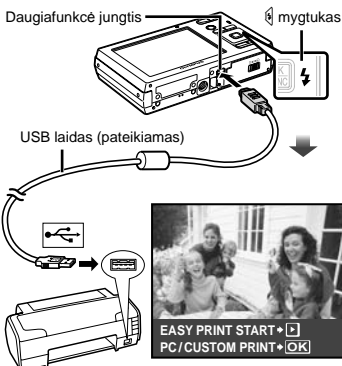 Daugiafunkcė jungtis
mygtukas
USB laidas (pateikiamas)
EASY PRINT START
PC/CUSTOM PRINT OK